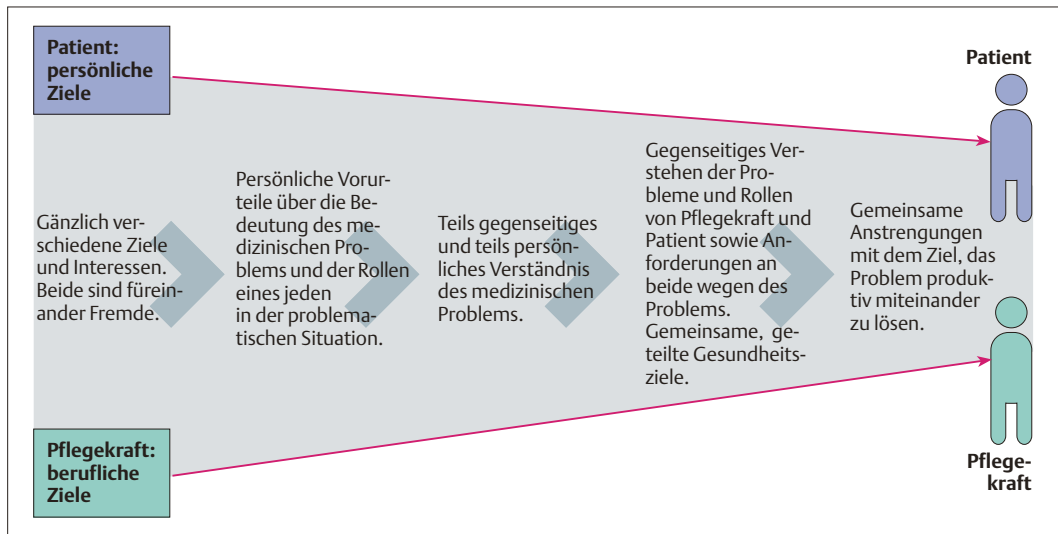 Patient:
persönliche
Ziele
Patient
Gänzlich ver-
schiedene Ziele
und Interessen.
Beide sind fürein-
ander Fremde.
Persönliche Vorur-
teile über die Be-
deutung des me-
dizinischen Pro-
blems und der Rollen
eines jeden
in der problema-
tischen Situation.
Teils gegenseitiges
und teils persön-
liches Verständnis
des medizinischen
Problems.
Gegenseitiges Ver-
stehen der Pro-
bleme und Rollen
von Pflegekraft und
Patient sowie An-
forderungen an
beide wegen des
Problems.
Gemeinsame, ge-
teilte Gesundheits-
ziele.
Gemeinsame
Anstrengungen
mit dem Ziel, das
Problem produk-
tiv miteinander
zu lösen.
Pflegekraft:
berufliche
Ziele
Pflege-
kraft